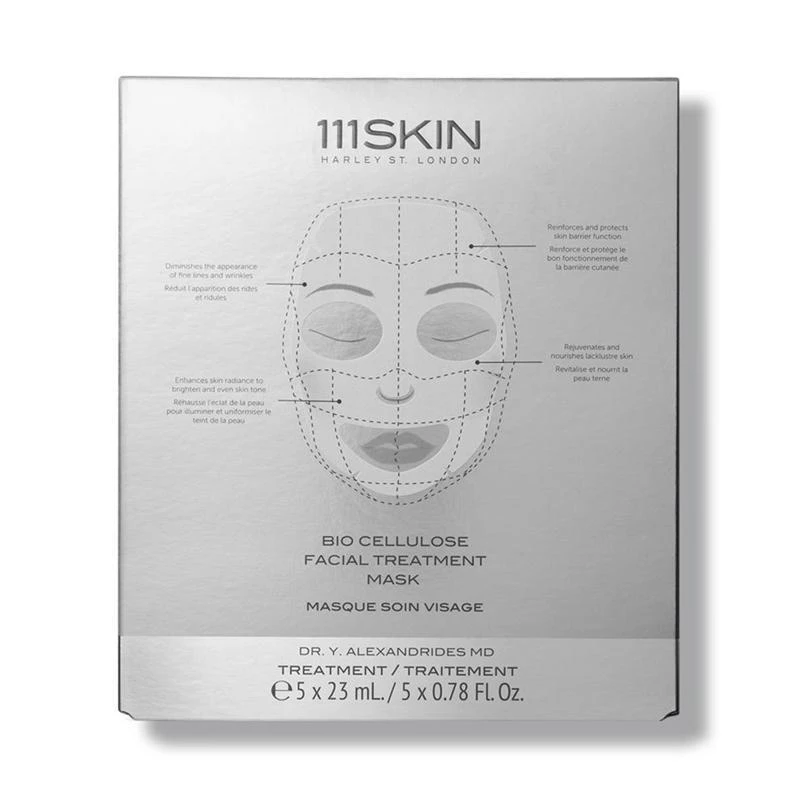 111SKIN
HARLEY ST. LONDON
Reinforces and protects
skin barrier function
Renforce et protège le
bon fonctionnement de
la barrière cutanée
Diminishes the appearance
of fine lines and wrinkles
Réduit l'apparition des rides
et ridules
Rejuvenates and
nourishes lacklustre skin
Revitalise et nourrit la
peau terne
Enhances skin radiance to
brighten and even skin tone
Réhausse l'éclat de la peau
pour illuminer et uniformiser le
teint de la peau
BIO CELLULOSE
FACIAL TREATMENT
MASK
MASQUE SOIN VISAGE
DR. Y. ALEXANDRIDES MD
TREATMENT / TRAITEMENT
℮ 5 x 23 mL. / 5 x 0.78 Fl. Oz.